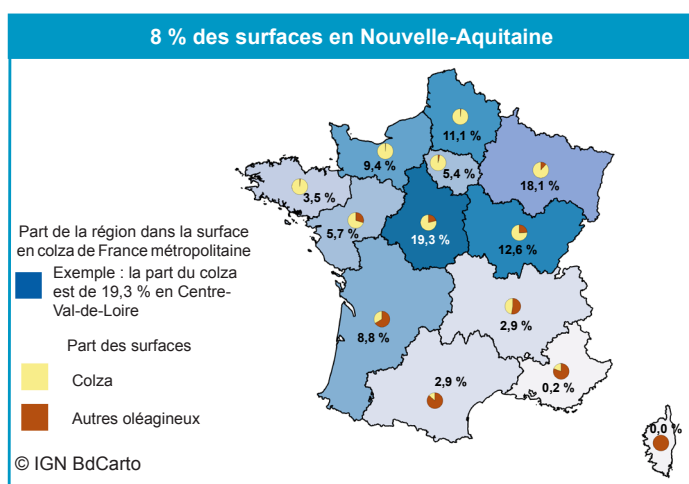 8 % des surfaces en Nouvelle-Aquitaine
11,1 %
9,4 %
5,4 %
18,1 %
3,5 %
5,7 %
19,3 %
12,6 %
Part de la région dans la surface
en colza de France métropolitaine
Exemple : la part du colza
est de 19,3 % en Centre-
Val-de-Loire
Part des surfaces
Colza
Autres oléagineux
8,8 %
2,9 %
2,9 %
0,2 %
0,0 %
© IGN BdCarto